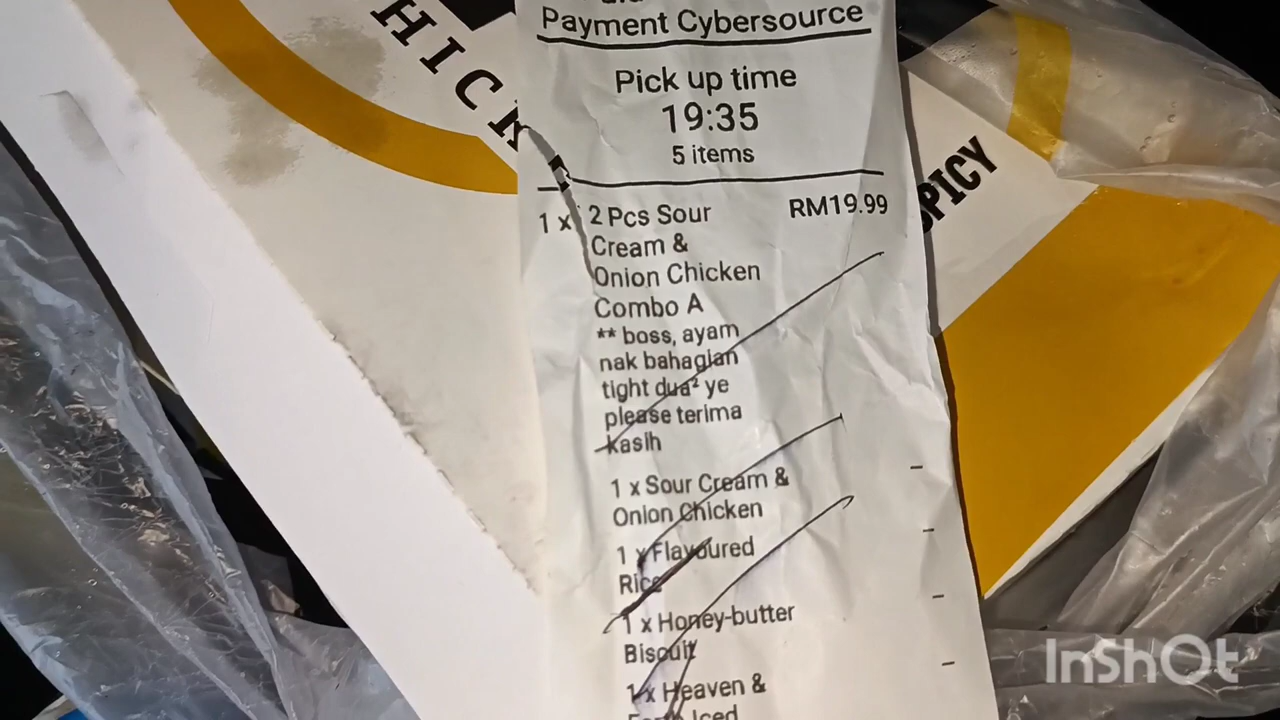 Payment Cybersource
Pick up time
19:35
5 items
1 x 2 Pcs Sour RM19.99
Cream &
Onion Chicken
Combo A
** boss, ayam
nak bahagian
tight dua² ye
please terima
kasih
1 x Sour Cream & -
Onion Chicken
1 x Flavoured -
Rice
1 x Honey-butter -
Biscuit
1 x Heaven & -
Iced
SPICY
InShOt